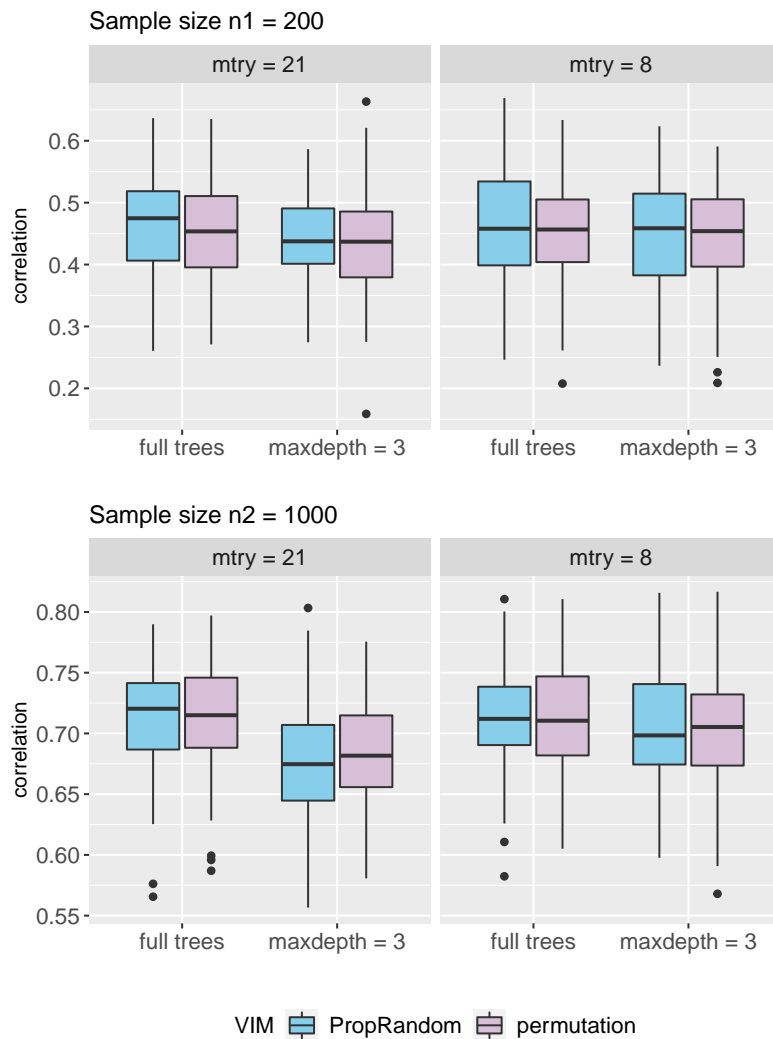 Sample size n1 = 200
mtry = 21
mtry = 8
0.6
0.5
0.4
0.3
0.2
correlation
full trees
maxdepth = 3
full trees
maxdepth = 3
Sample size n2 = 1000
mtry = 21
mtry = 8
0.80
0.75
0.70
0.65
0.60
0.55
correlation
full trees
maxdepth = 3
full trees
maxdepth = 3
VIM PropRandom permutation